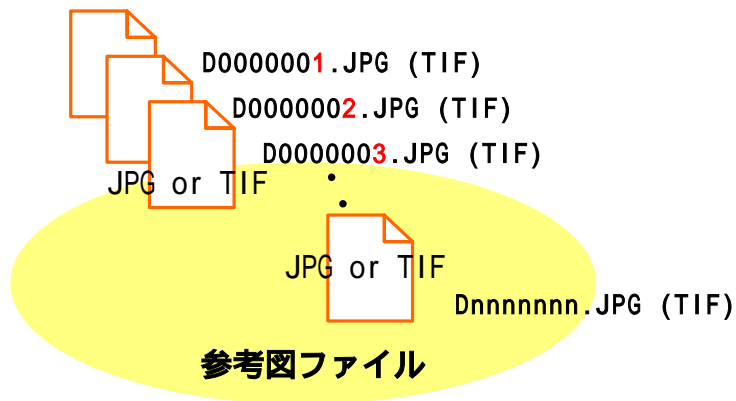 D0000001.JPG (TIF)
D0000002.JPG (TIF)
D0000003.JPG (TIF)
JPG or TIF
JPG or TIF
Dnnnnnnn.JPG (TIF)
参考図ファイル